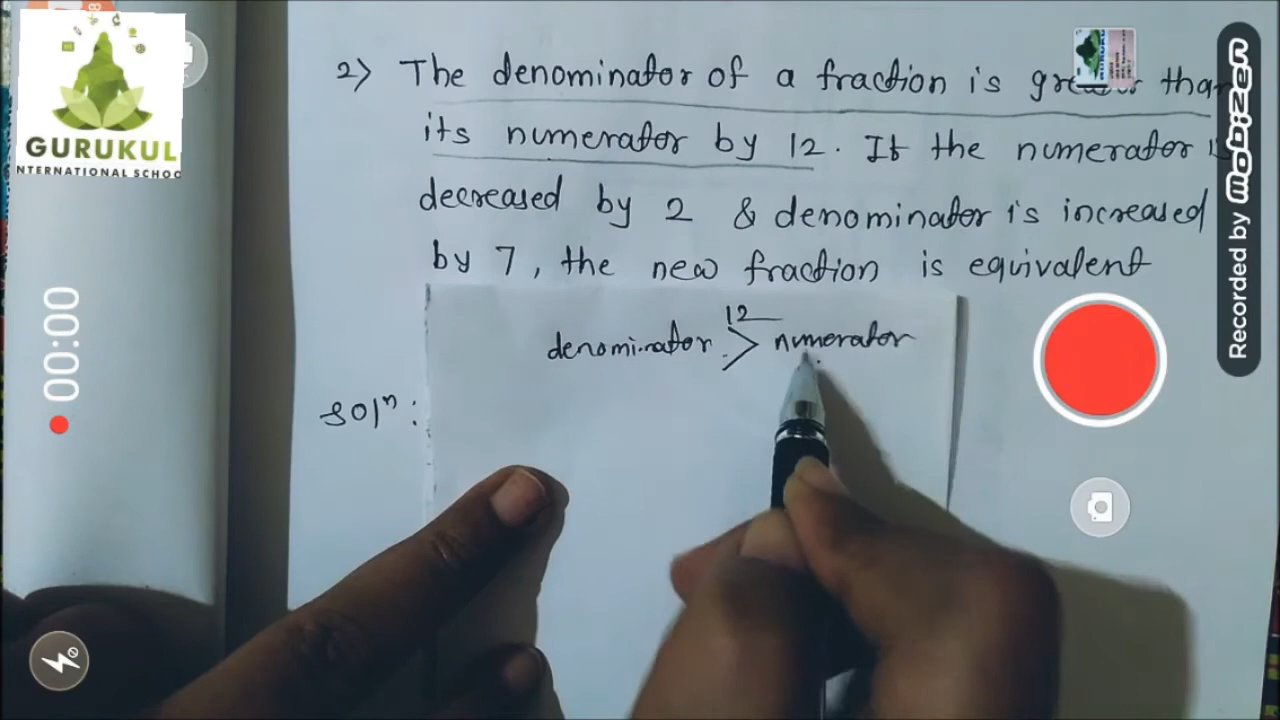 2) The denominator of a fraction is greater than
its numerator by 12. If the numerator is
decreased by 2 & denominator is increased
by 7, the new fraction is equivalent
12
denominator > numerator
Solⁿ:
GURUKUL
NTERNATIONAL SCHOO
GURUKUL
00:00
Recorded by mobizen